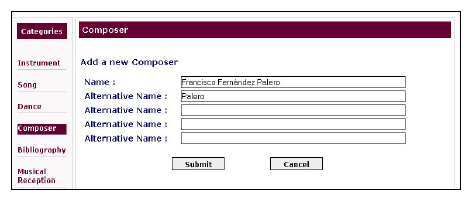 Categories
Composer
Instrument
Add a new Composer
Song
Name : Francisco Fernández Palero
Alternative Name : Palero
Dance
Alternative Name :
Alternative Name :
Composer
Alternative Name :
Bibliography
Submit Cancel
Musical
Reception